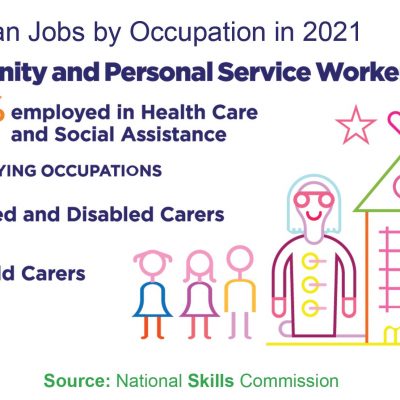 an Jobs by Occupation in 2021
nity and Personal Service Worke
% employed in Health Care
and Social Assistance
YING OCCUPATIONS
ed and Disabled Carers
ld Carers
Source: National Skills Commission